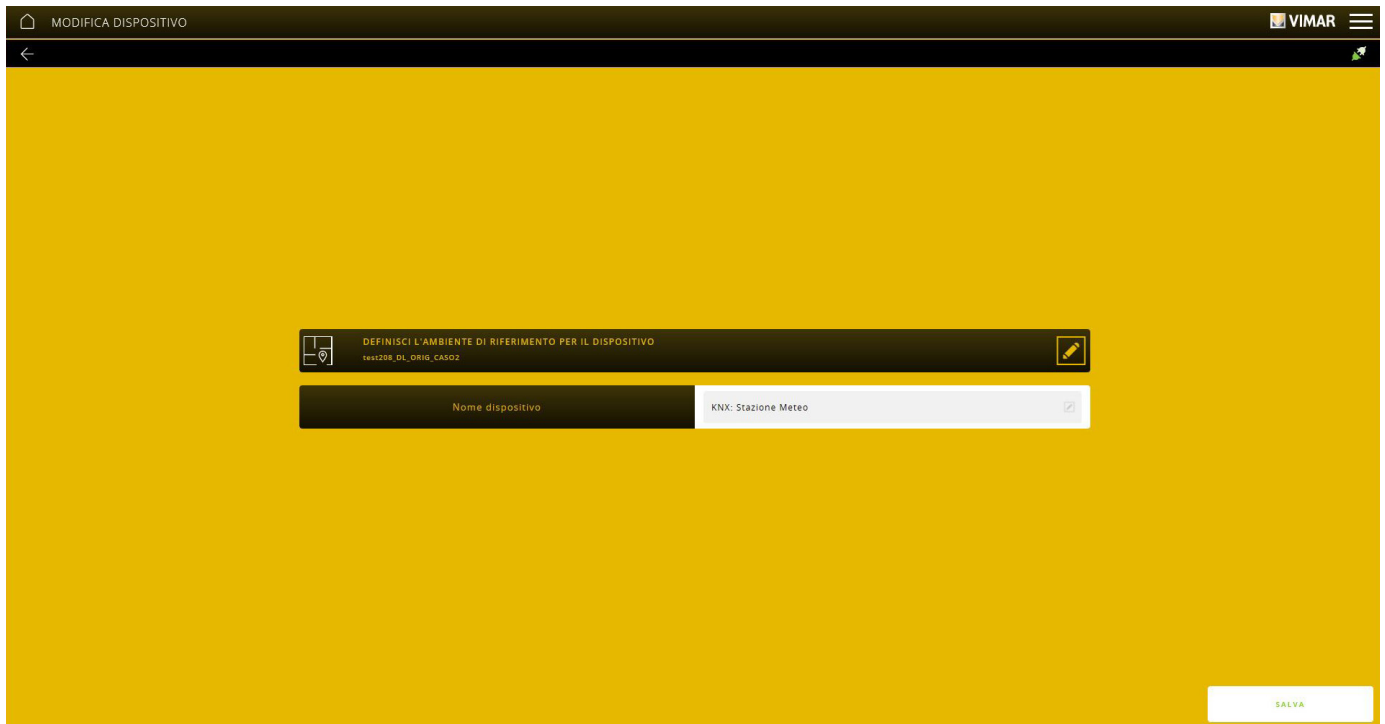 MODIFICA DISPOSITIVO
VIMAR
DEFINISCI L'AMBIENTE DI RIFERIMENTO PER IL DISPOSITIVO
test208_DL_ORIG_CASO2
Nome dispositivo
KNX: Stazione Meteo
SALVA